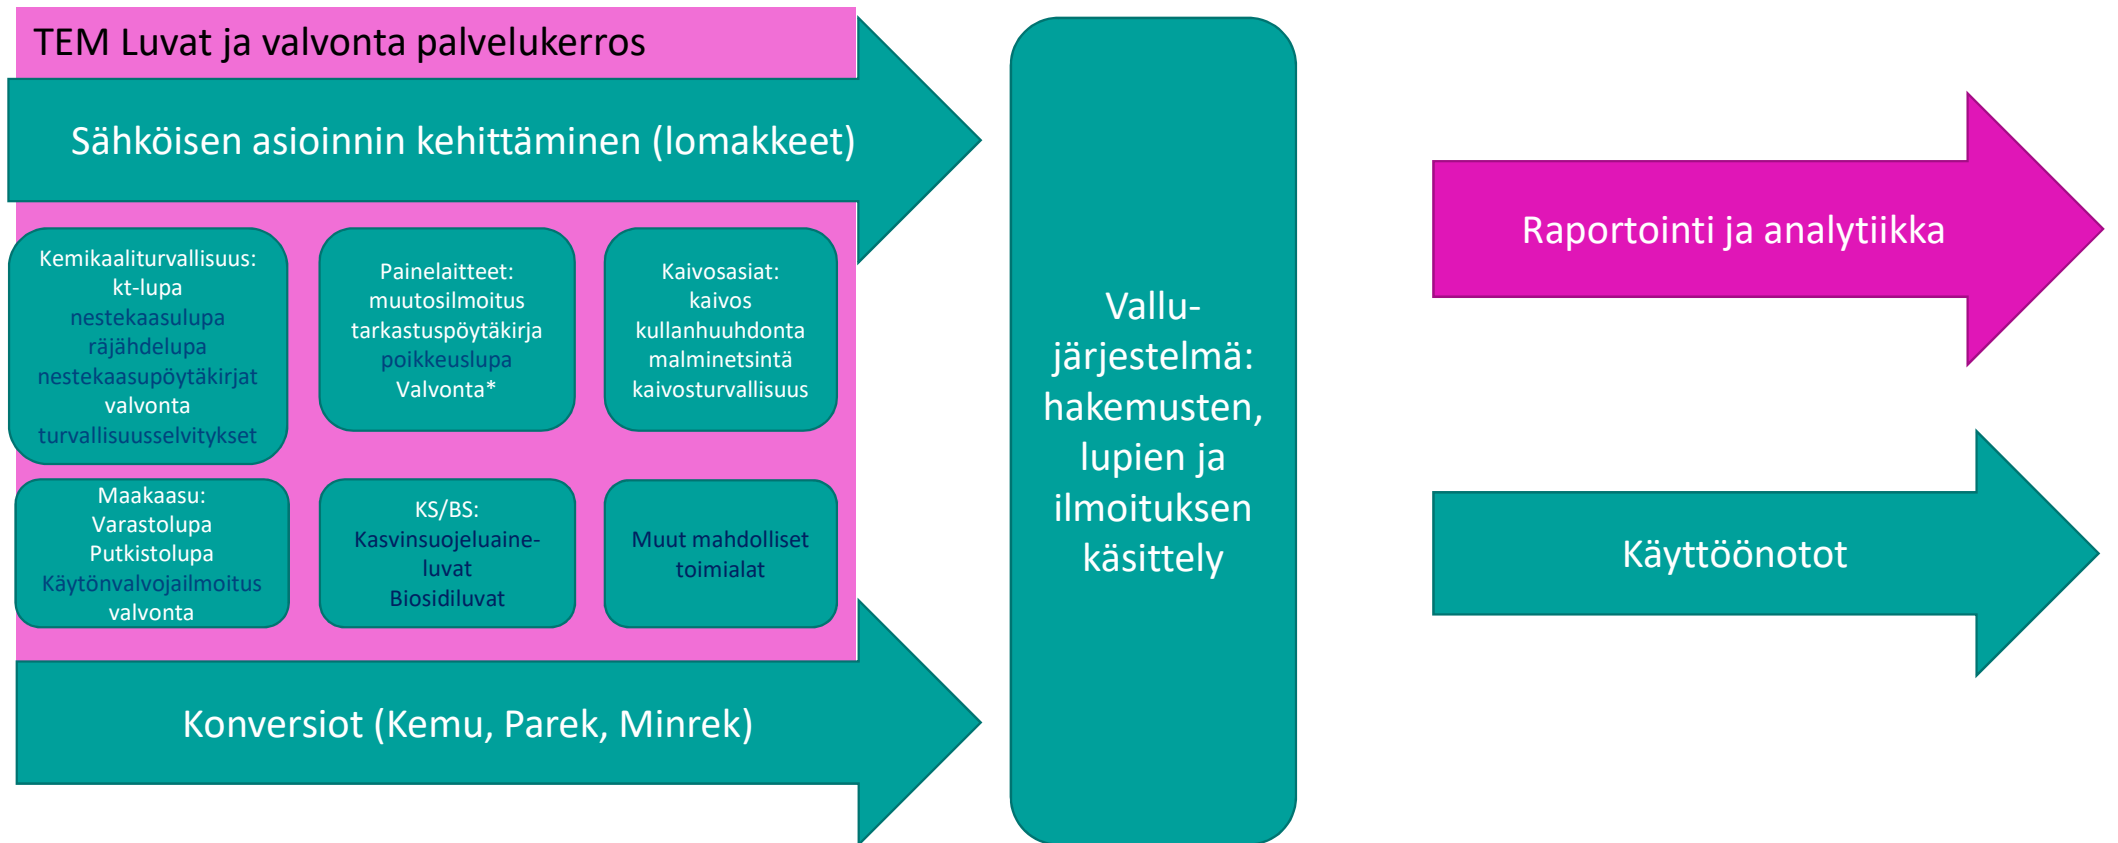 TEM Luvat ja valvonta palvelukerros
Sähköisen asioinnin kehittäminen (lomakkeet)
Kemikaaliturvallisuus:
kt-lupa
nestekaasulupa
räjähdelupa
nestekaasupöytäkirjat
valvonta
turvallisuusselvitykset
Painelaitteet:
muutosilmoitus
tarkastuspöytäkirja
poikkeuslupa
Valvonta*
Kaivosasiat:
kaivos
kullanhuuhdonta
malminetsintä
kaivosturvallisuus
Maakaasu:
Varastolupa
Putkistolupa
Käytönvalvojailmoitus
valvonta
KS/BS:
Kasvinsuojeluaine-
luvat
Biosidiluvat
Muut mahdolliset
toimialat
Konversiot (Kemu, Parek, Minrek)
Vallu-
järjestelmä:
hakemusten,
lupien ja
ilmoituksen
käsittely
Raportointi ja analytiikka
Käyttöönotot